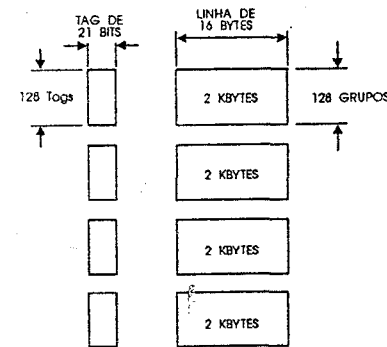 TAG DE
21 BITS
LINHA DE
16 BYTES
128 Tags
2 KBYTES
128 GRUPOS
2 KBYTES
2 KBYTES
2 KBYTES